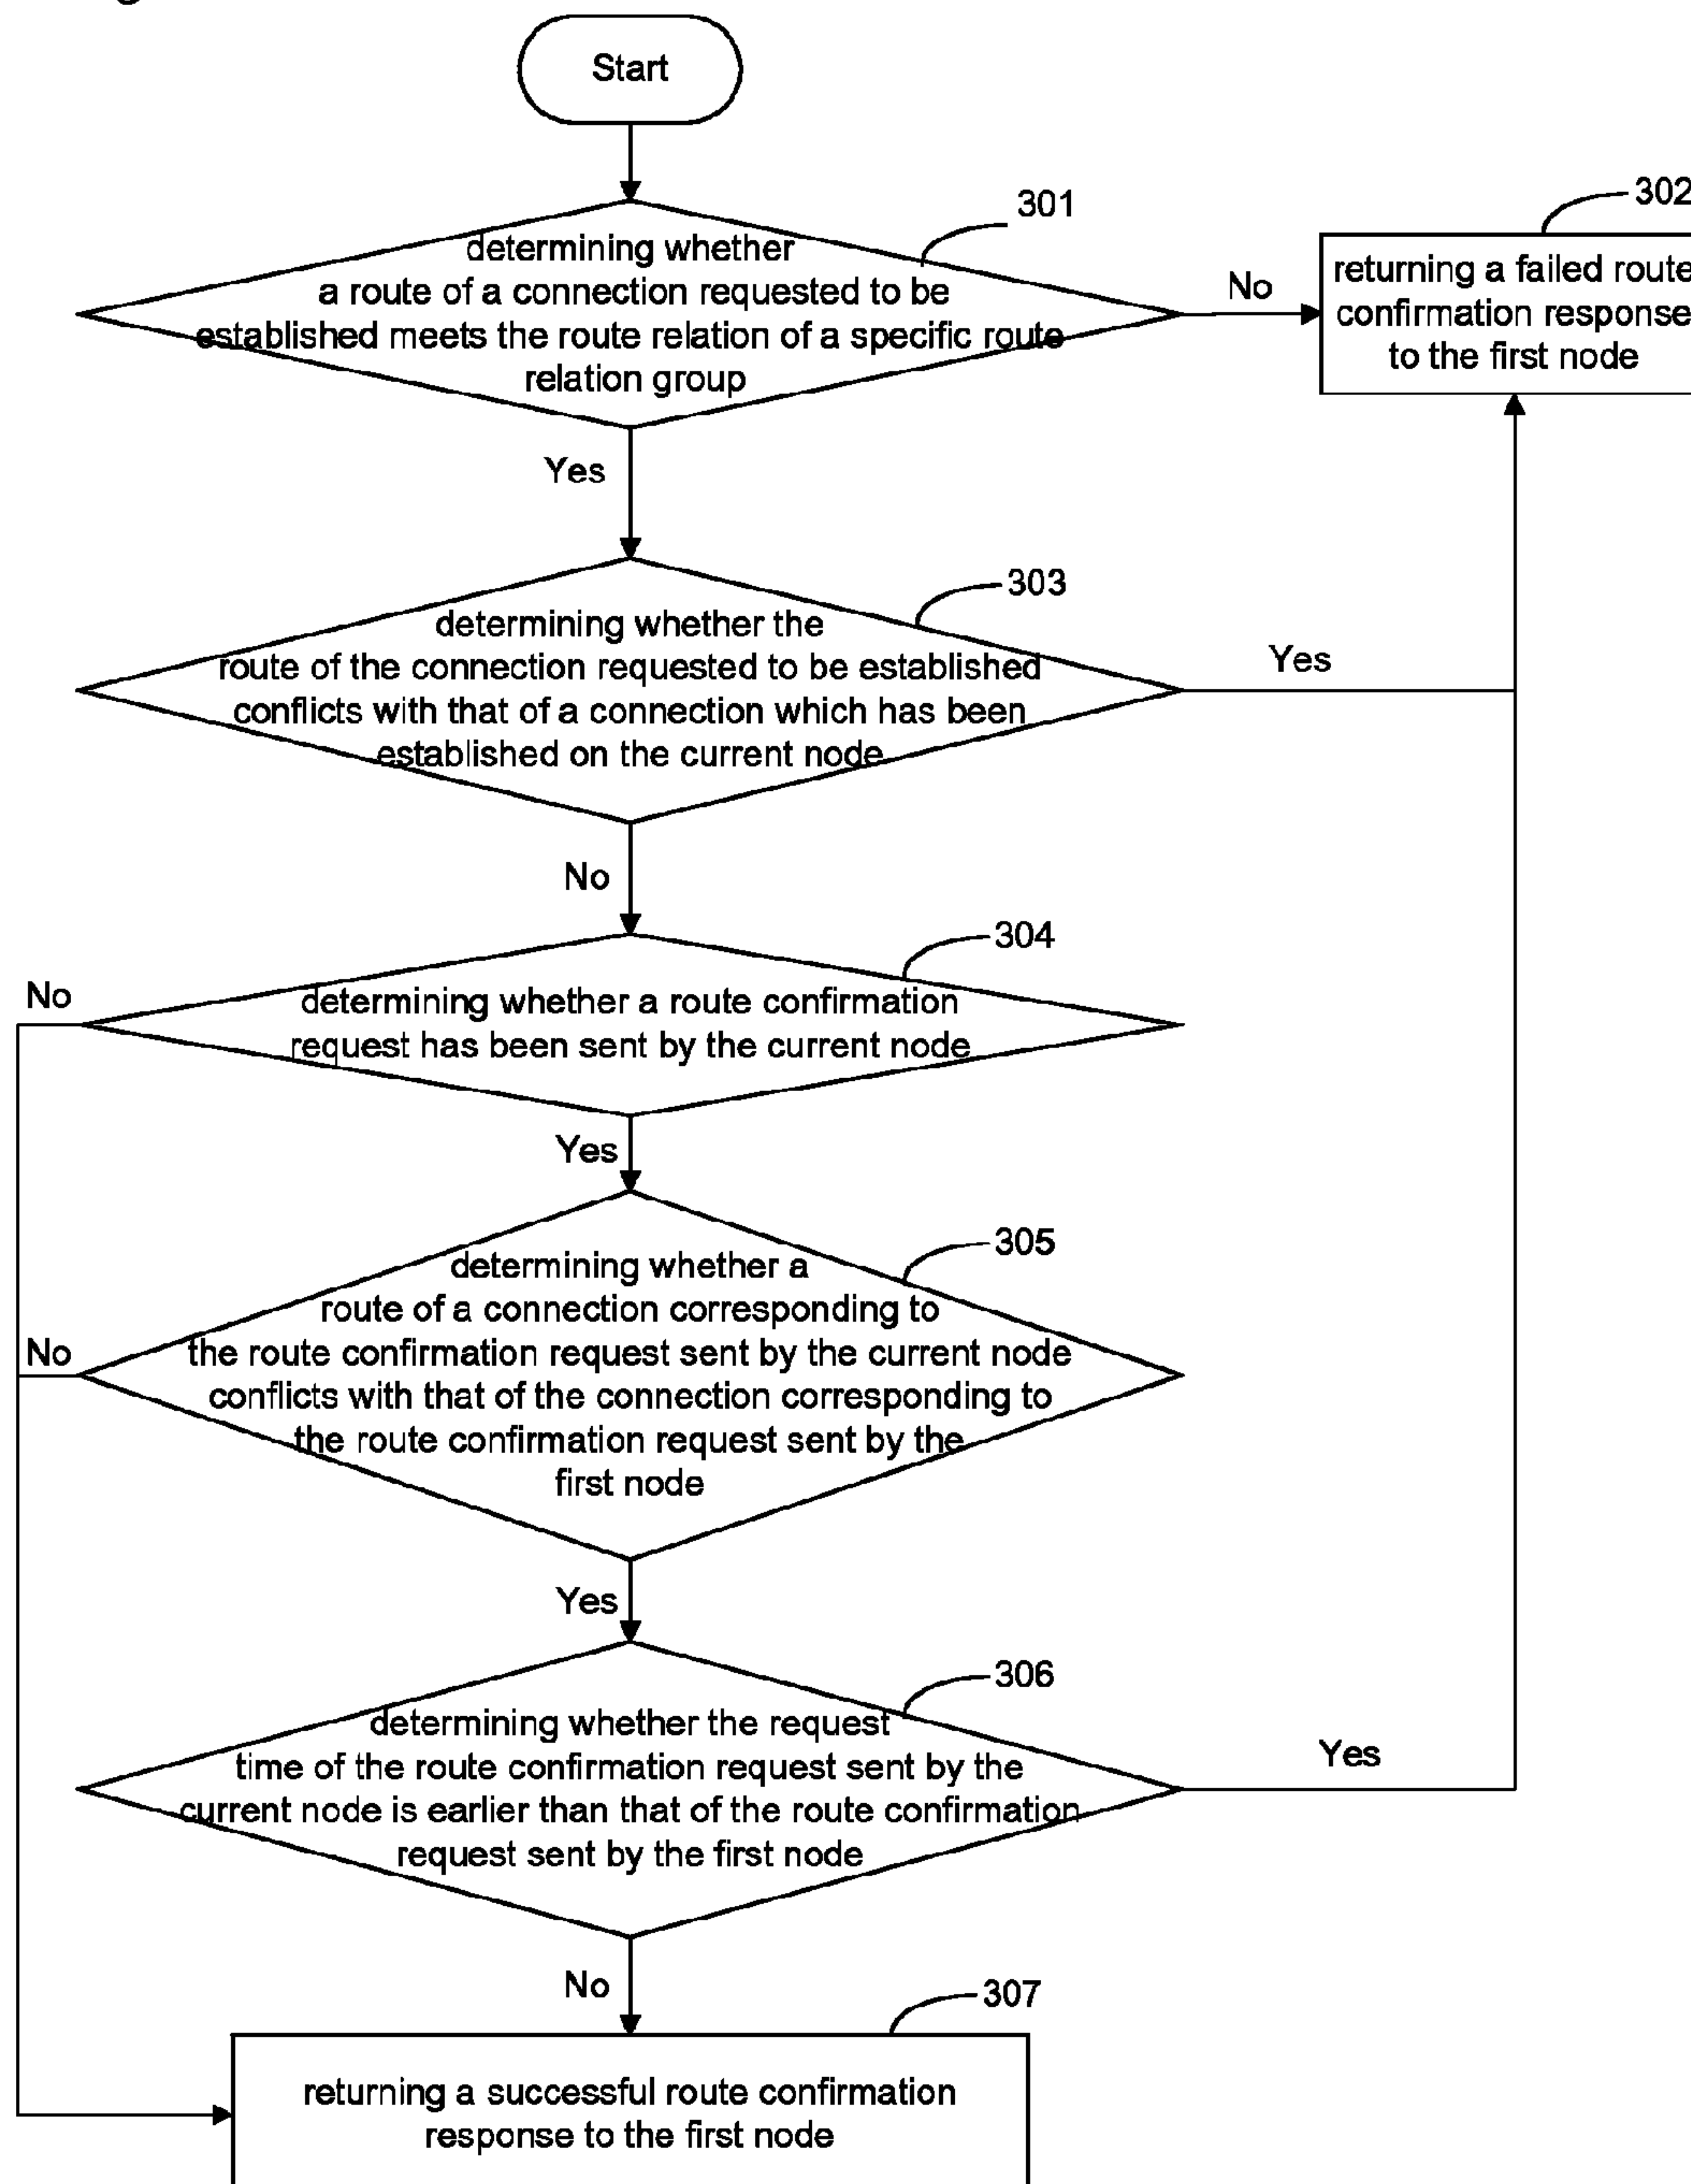 Start
301
302
determining whether
a route of a connection requested to be
established meets the route relation of a specific route
relation group
No
returning a failed route
confirmation response
to the first node
Yes
303
determining whether the
route of the connection requested to be established
conflicts with that of a connection which has been
established on the current node
Yes
No
304
No
determining whether a route confirmation
request has been sent by the current node
Yes
305
determining whether a
route of a connection corresponding to
the route confirmation request sent by the current node
conflicts with that of the connection corresponding to
the route confirmation request sent by the
first node
No
Yes
306
determining whether the request
time of the route confirmation request sent by the
current node is earlier than that of the route confirmation
request sent by the first node
Yes
No
307
returning a successful route confirmation
response to the first node